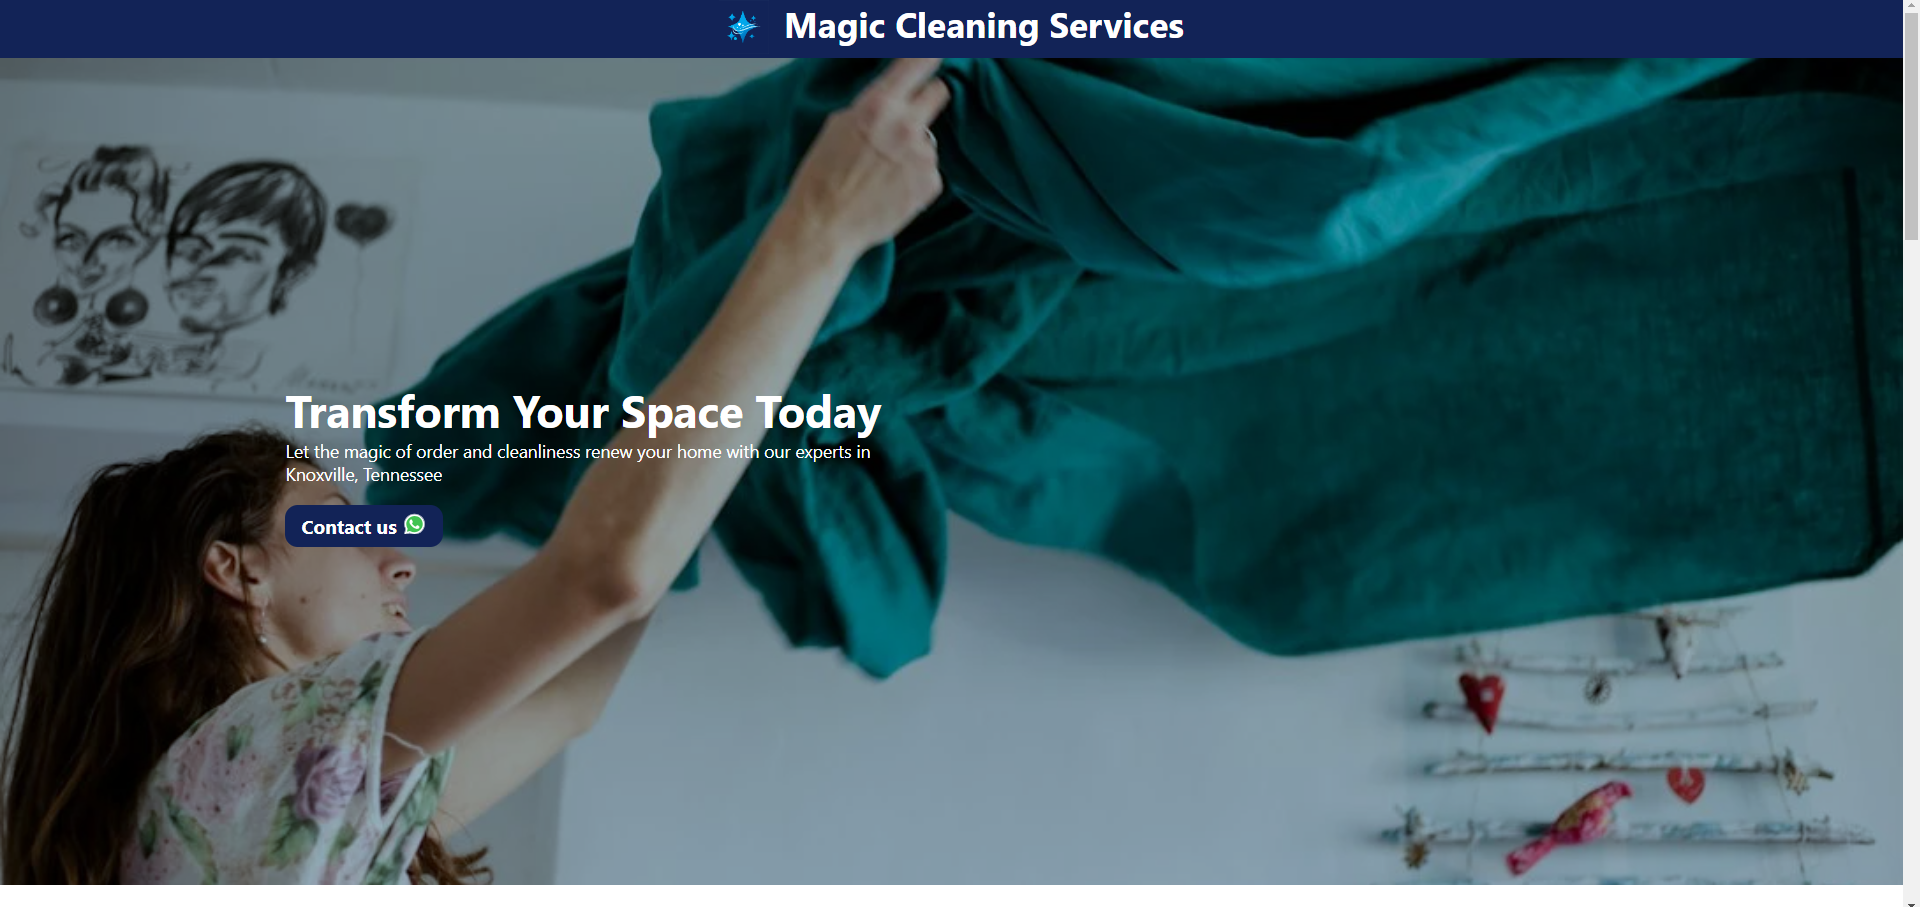 Magic Cleaning Services
Transform Your Space Today
Let the magic of order and cleanliness renew your home with our experts in
Knoxville, Tennessee
Contact us